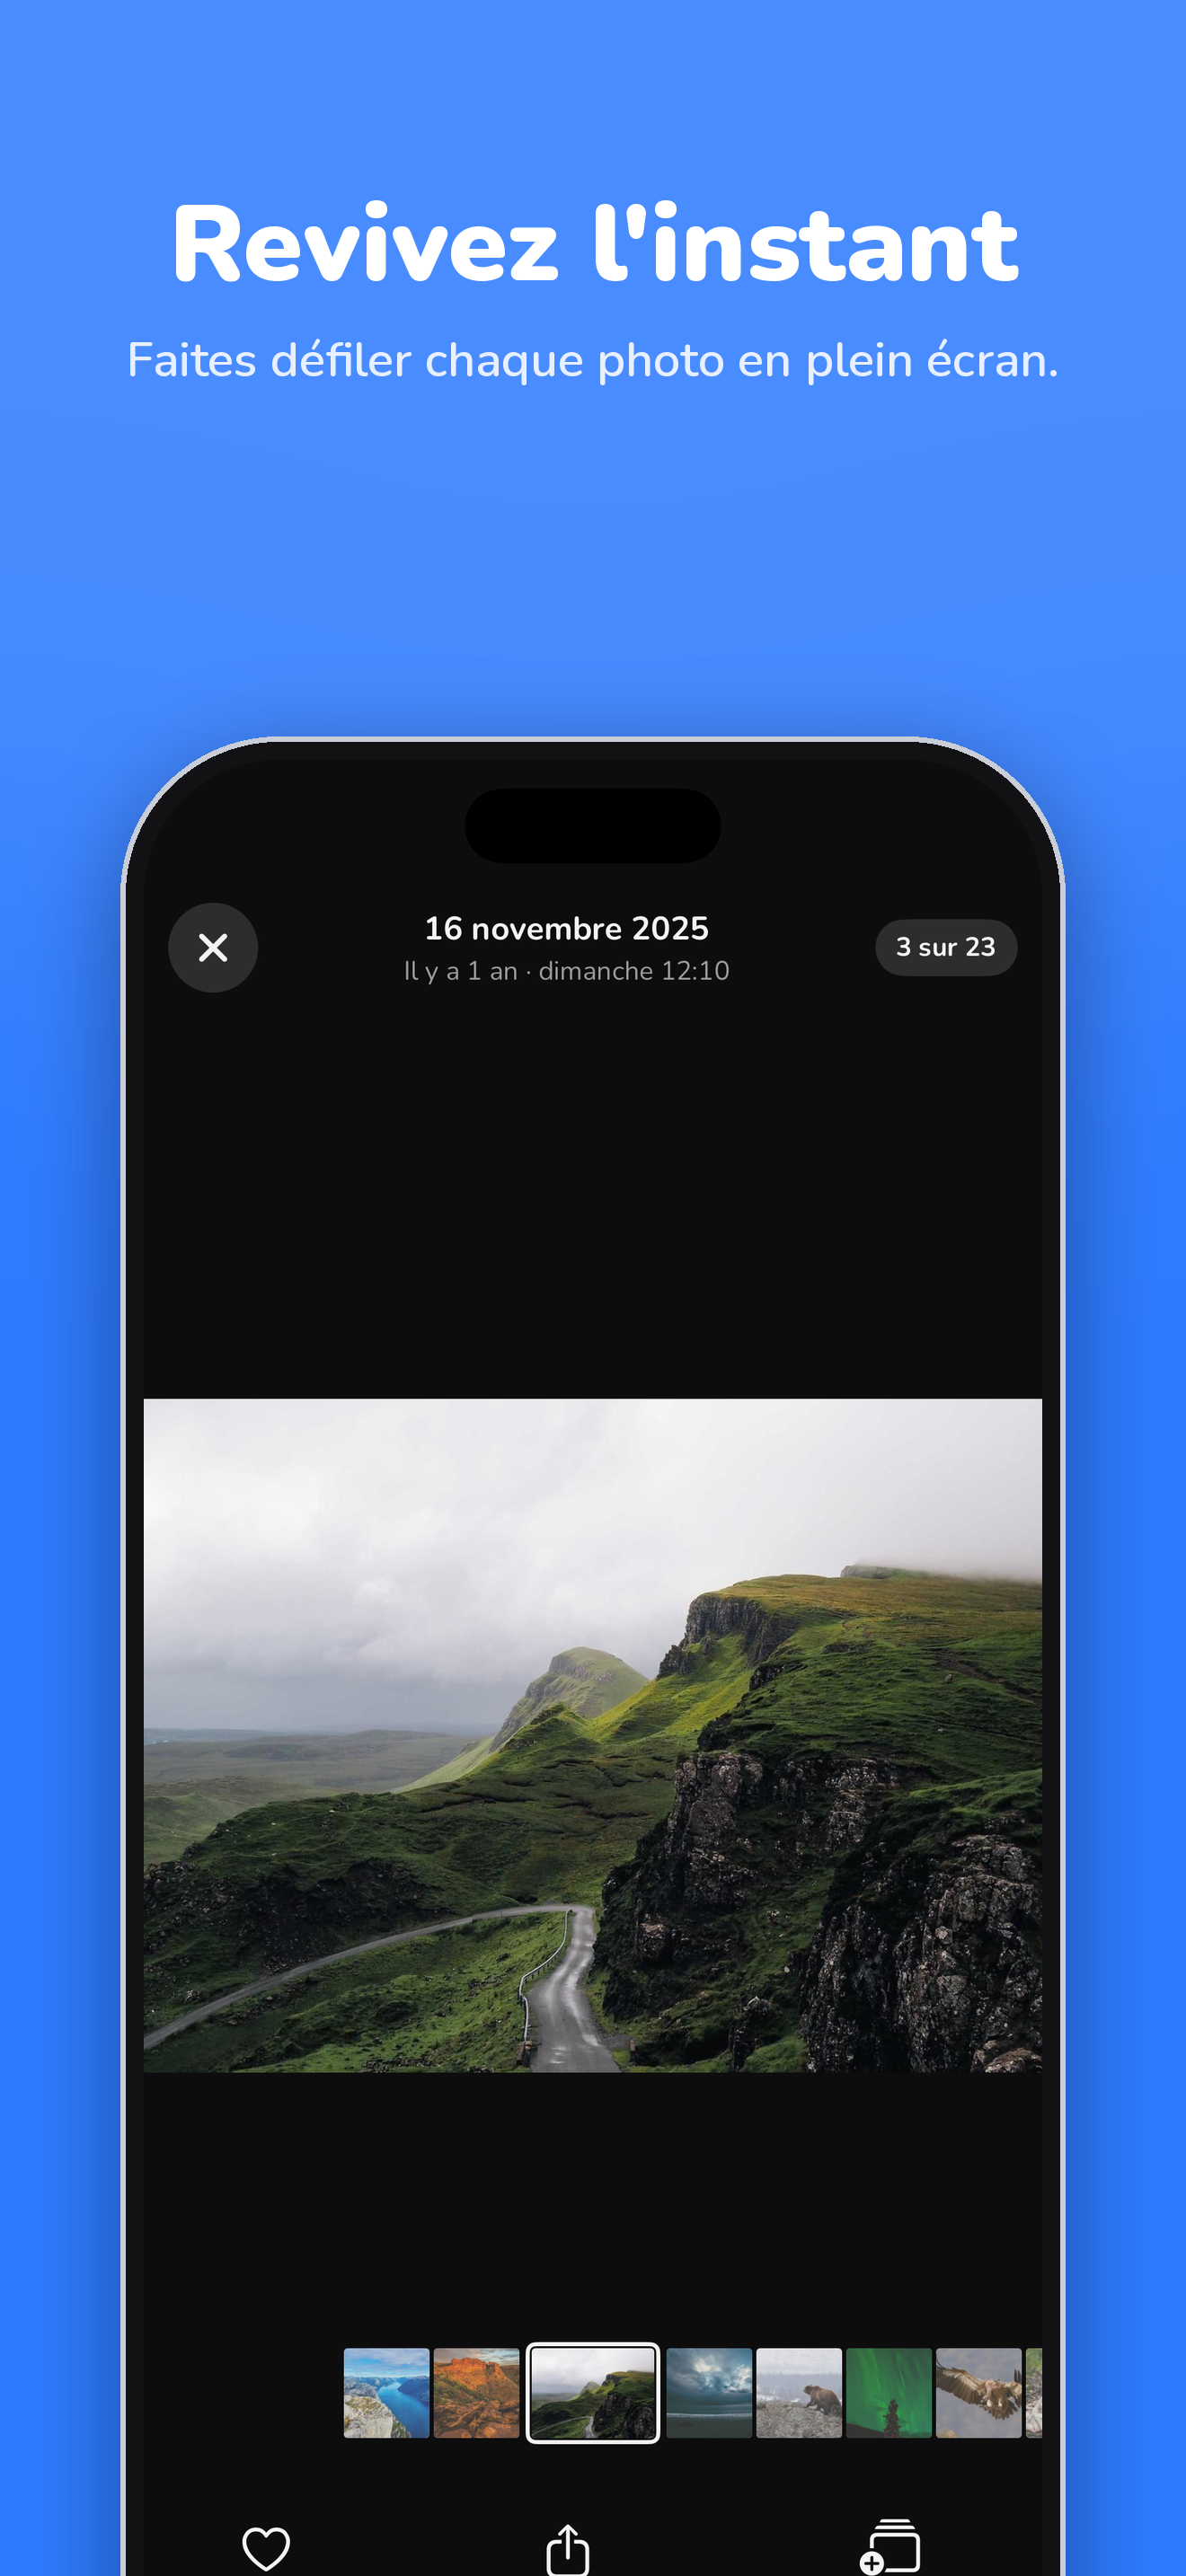 Revivez l'instant
Faites défiler chaque photo en plein écran.
16 novembre 2025
Il y a 1 an · dimanche 12:10
3 sur 23